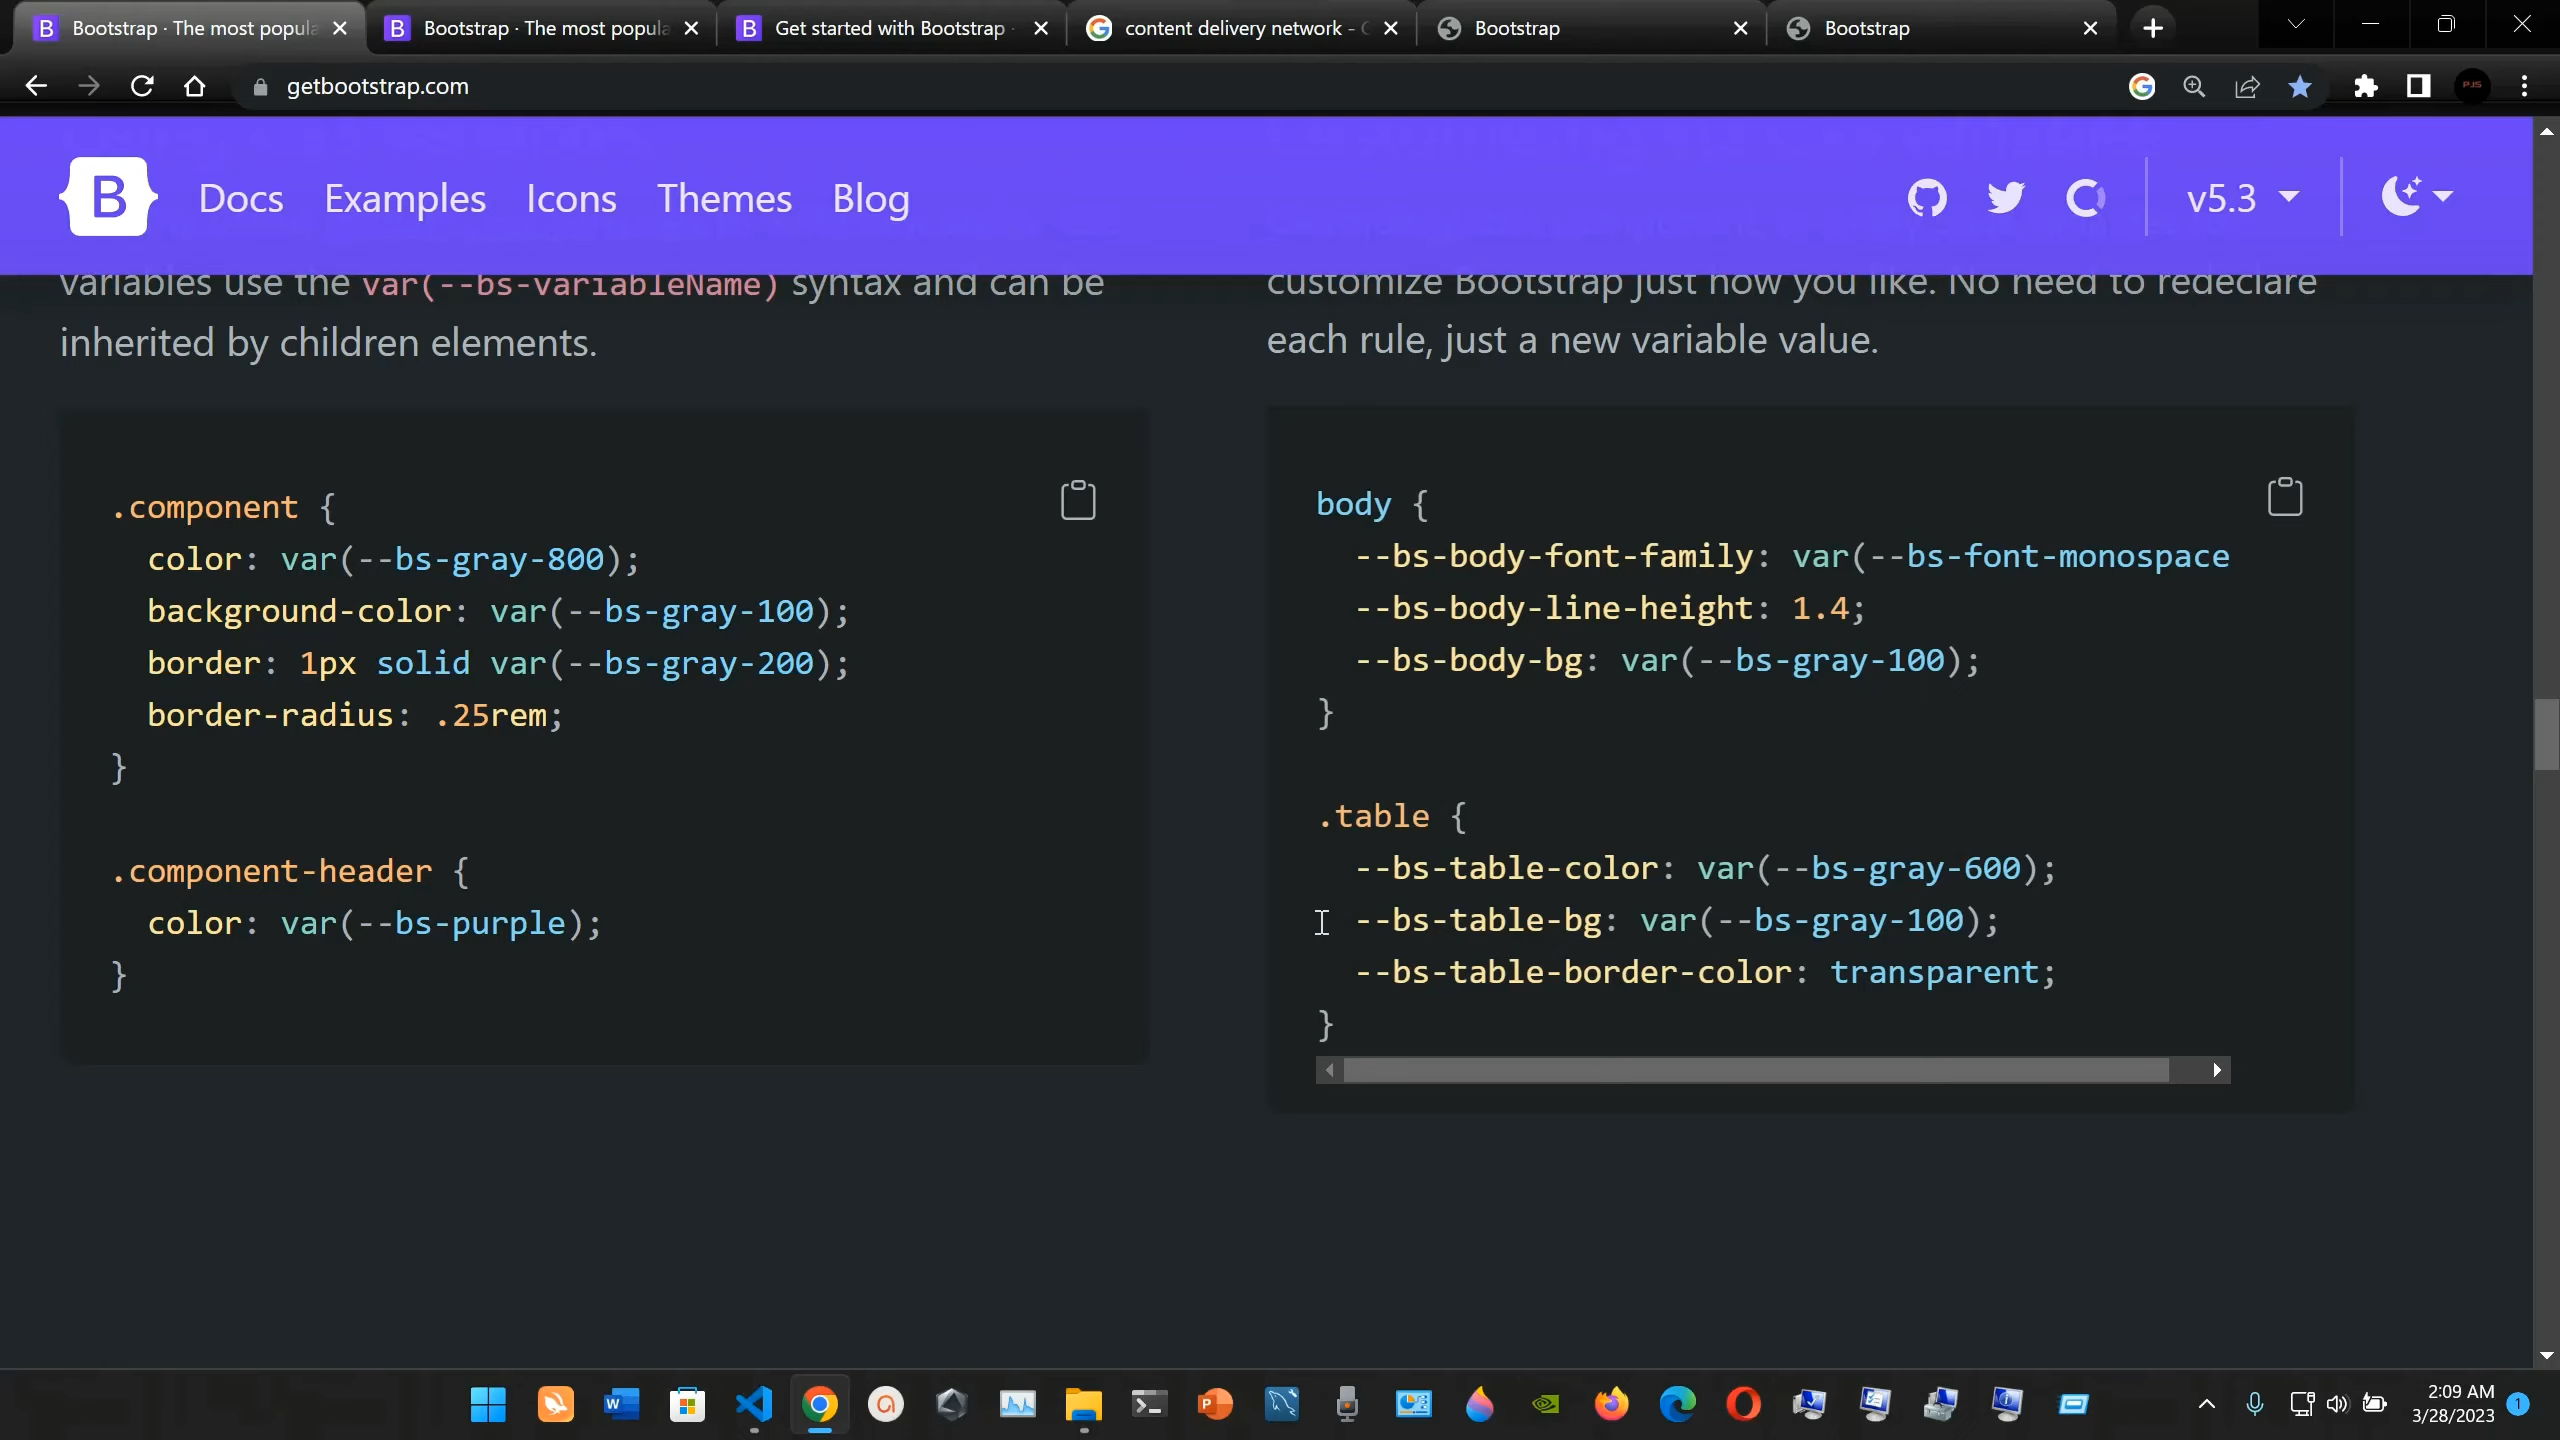 Bootstrap · The most popula
Bootstrap · The most popula
Get started with Bootstrap
content delivery network -
Bootstrap
Bootstrap
getbootstrap.com
PJS
B
Docs
Examples
Icons
Themes
Blog
v5.3
variables use the var(--bs-variableName) syntax and can be
inherited by children elements.
customize Bootstrap just how you like. No need to redeclare
each rule, just a new variable value.
.component {
color: var(--bs-gray-800);
background-color: var(--bs-gray-100);
border: 1px solid var(--bs-gray-200);
border-radius: .25rem;
}
.component-header {
color: var(--bs-purple);
}
body {
--bs-body-font-family: var(--bs-font-monospace
--bs-body-line-height: 1.4;
--bs-body-bg: var(--bs-gray-100);
}
.table {
--bs-table-color: var(--bs-gray-600);
--bs-table-bg: var(--bs-gray-100);
--bs-table-border-color: transparent;
}
2:09 AM
3/28/2023
1